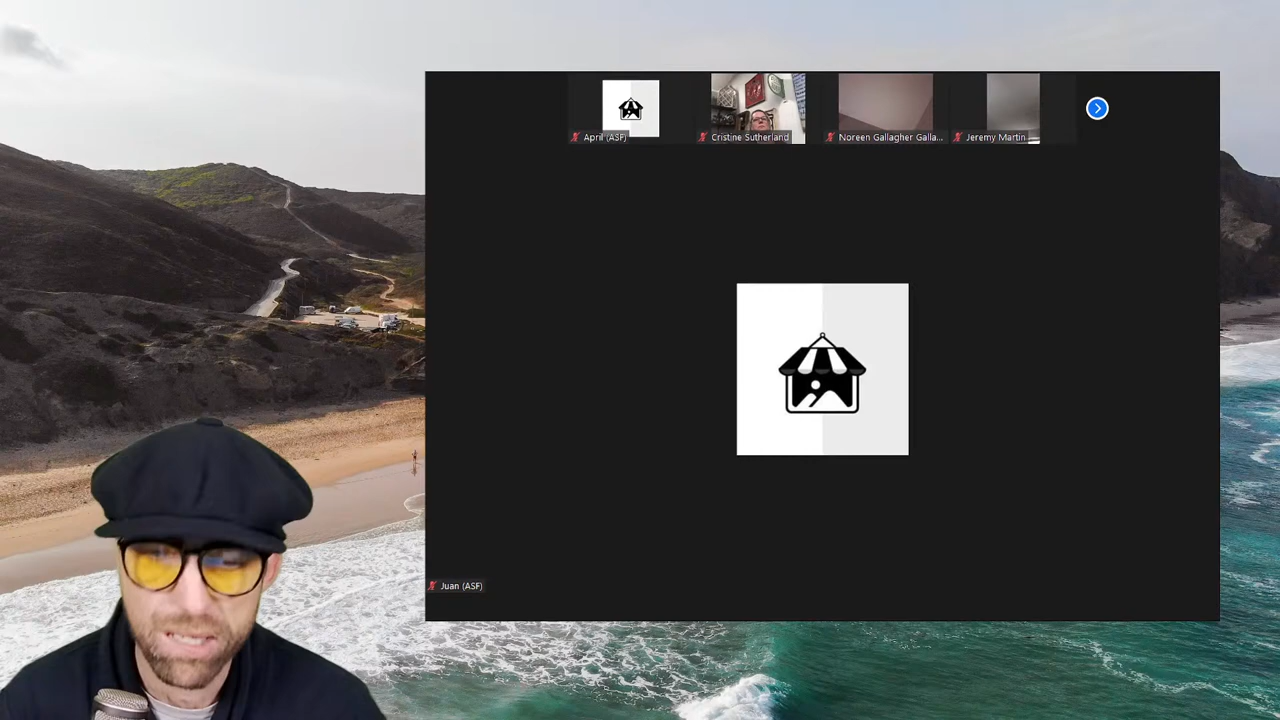 April (ASF)
Cristine Sutherland
Noreen Gallagher Galla...
Jeremy Martin
Juan (ASF)